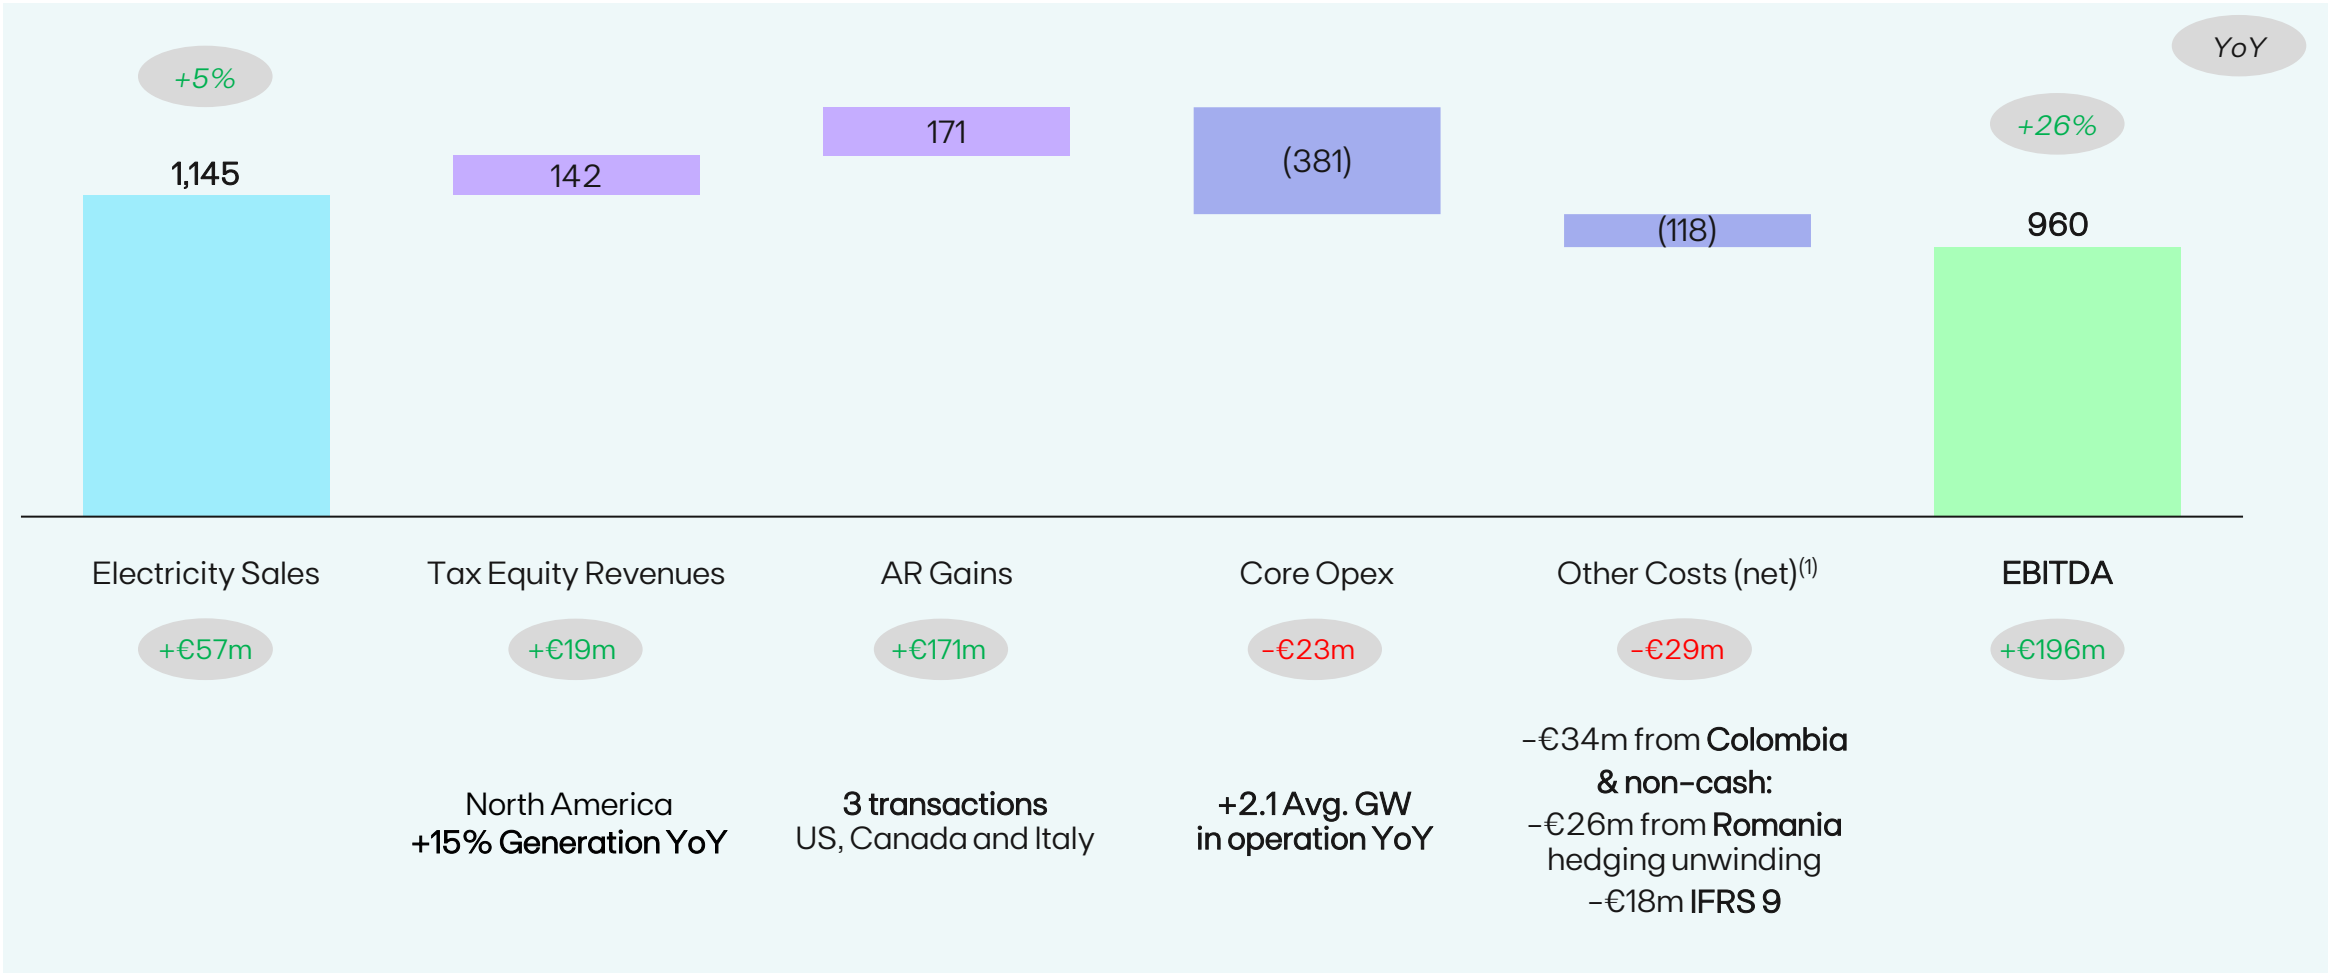 YoY
+5%
+26%
1,145
142
171
(381)
(118)
960
Electricity Sales
Tax Equity Revenues
AR Gains
Core Opex
Other Costs (net)(1)
EBITDA
+€57m
+€19m
+€171m
-€23m
-€29m
+€196m
North America
+15% Generation YoY
3 transactions
US, Canada and Italy
+2.1 Avg. GW
in operation YoY
-€34m from Colombia
& non-cash:
-€26m from Romania
hedging unwinding
-€18m IFRS 9